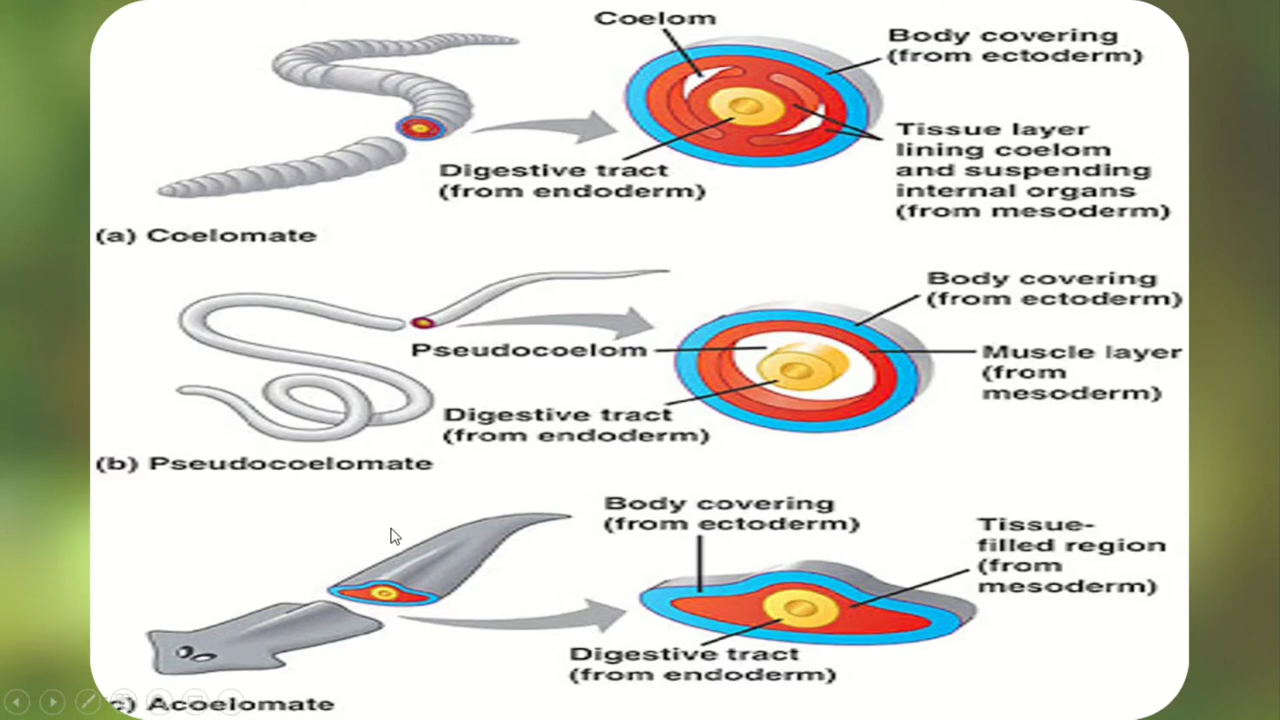 Coelom
Body covering
(from ectoderm)
Tissue layer
lining coelom
and suspending
internal organs
(from mesoderm)
Digestive tract
(from endoderm)
(a) Coelomate
Body covering
(from ectoderm)
Pseudocoelom
Muscle layer
(from
mesoderm)
Digestive tract
(from endoderm)
(b) Pseudocoelomate
Body covering
(from ectoderm)
Tissue-
filled region
(from
mesoderm)
Digestive tract
(from endoderm)
c) Acoelomate